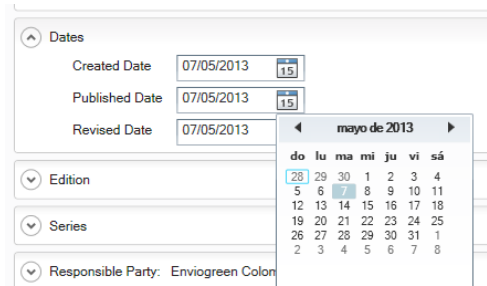 Dates
Created Date 07/05/2013 15
Published Date 07/05/2013 15
Revised Date 07/05/2013
mayo de 2013
do lu ma mi ju vi sá
28 29 30 1 2 3 4
5 6 7 8 9 10 11
12 13 14 15 16 17 18
19 20 21 22 23 24 25
26 27 28 29 30 31 1
2 3 4 5 6 7 8
Edition
Series
Responsible Party: Enviogreen Colom